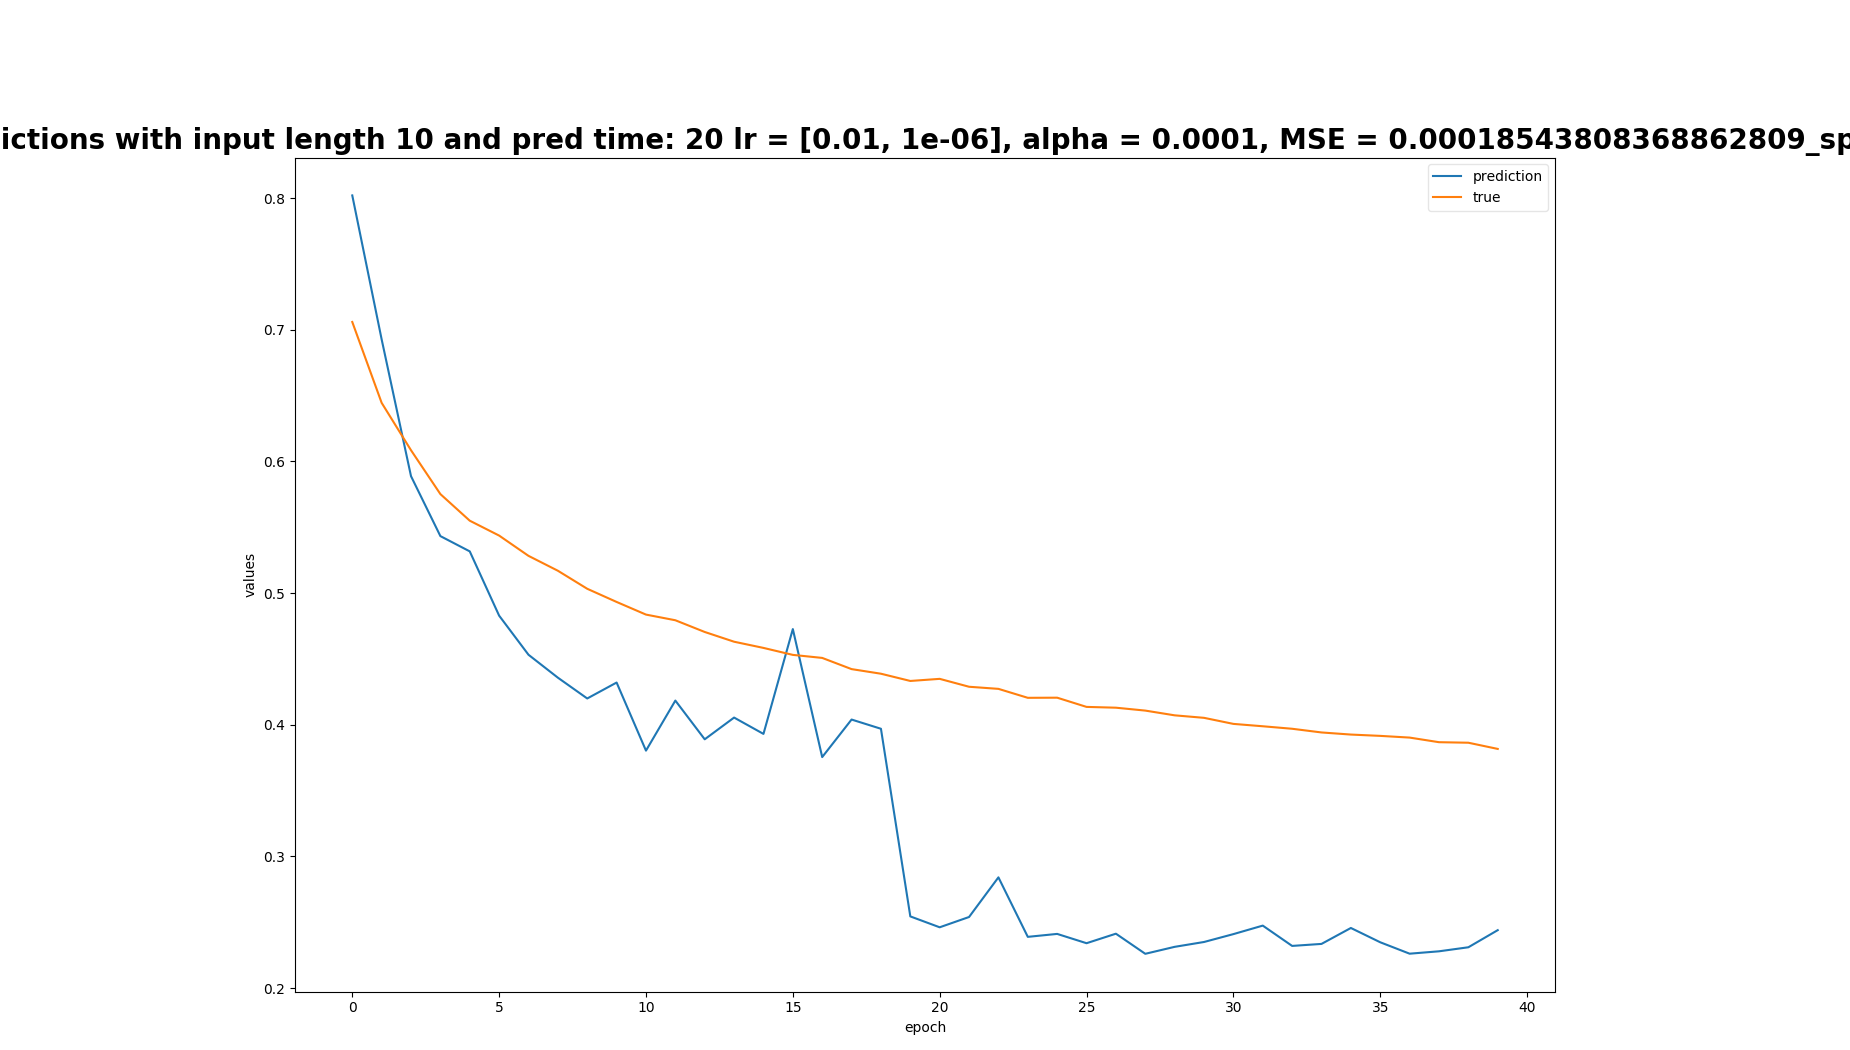 ictions with input length 10 and pred time: 20 lr = [0.01, 1e-06], alpha = 0.0001, MSE = 0.00018543808368862809_sp
prediction
true
0.8
0.7
0.6
0.5
0.4
0.3
0.2
values
0 5 10 15 20 25 30 35 40
epoch